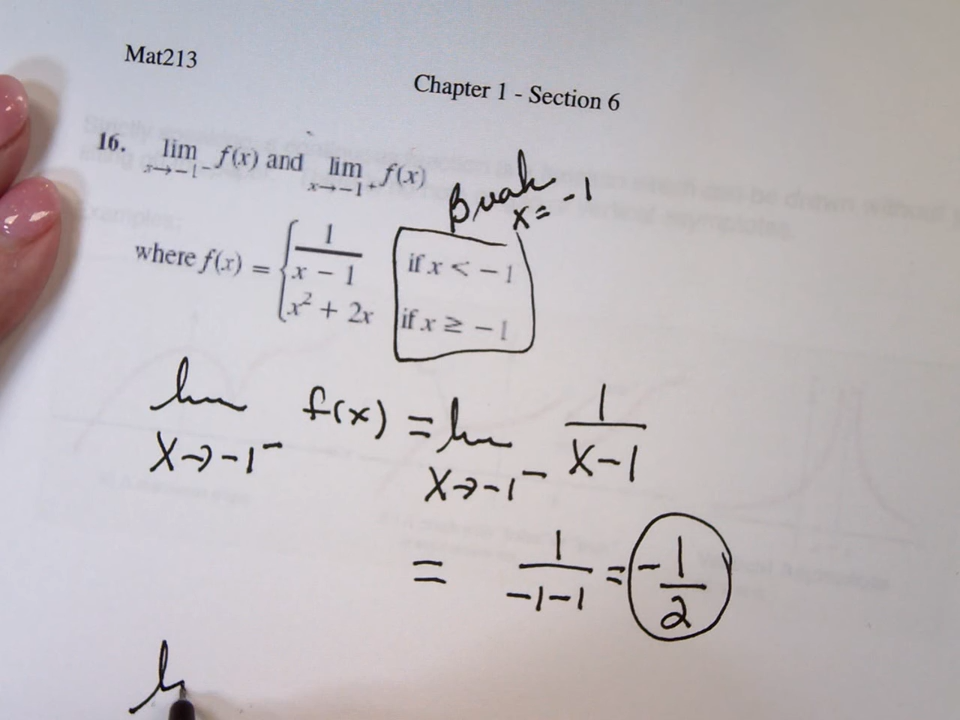 Mat213
Chapter 1 - Section 6
16. lim x→-1⁻ f(x) and lim x→-1⁺ f(x)
Break x = -1
where f(x) = { 1/(x - 1) if x < -1
x² + 2x if x ≥ -1
lim x→-1⁻ f(x) = lim x→-1⁻ 1/(x-1)
= 1/(-1-1) = -1/2